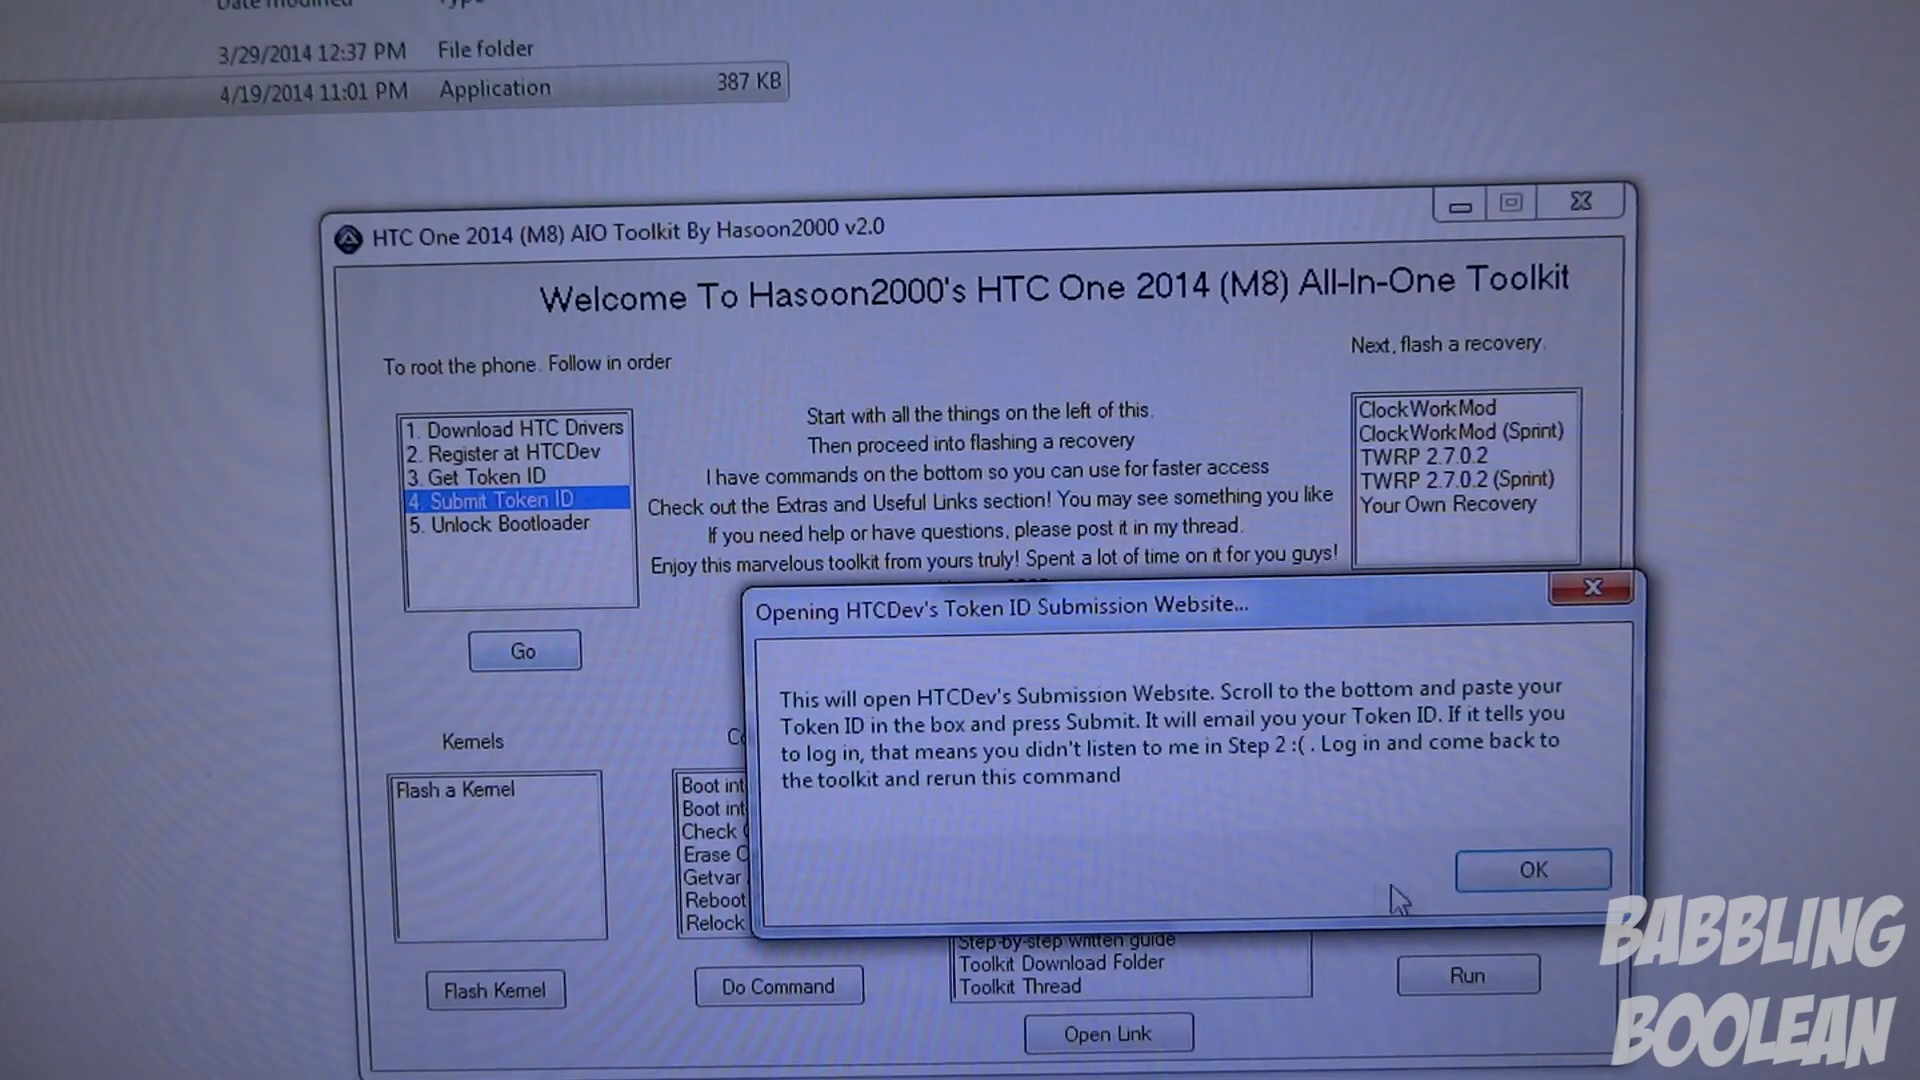 Date modified
3/29/2014 12:37 PM File folder
4/19/2014 11:01 PM Application 387 KB
HTC One 2014 (M8) AIO Toolkit By Hasoon2000 v2.0
Welcome To Hasoon2000's HTC One 2014 (M8) All-In-One Toolkit
To root the phone. Follow in order
1. Download HTC Drivers
2. Register at HTCDev
3. Get Token ID
4. Submit Token ID
5. Unlock Bootloader
Go
Start with all the things on the left of this.
Then proceed into flashing a recovery
I have commands on the bottom so you can use for faster access
Check out the Extras and Useful Links section! You may see something you like
If you need help or have questions, please post it in my thread.
Enjoy this marvelous toolkit from yours truly! Spent a lot of time on it for you guys!
Next, flash a recovery.
ClockWorkMod
ClockWorkMod (Sprint)
TWRP 2.7.0.2
TWRP 2.7.0.2 (Sprint)
Your Own Recovery
Opening HTCDev's Token ID Submission Website...
This will open HTCDev's Submission Website. Scroll to the bottom and paste your
Token ID in the box and press Submit. It will email you your Token ID. If it tells you
to log in, that means you didn't listen to me in Step 2 :( . Log in and come back to
the toolkit and rerun this command
OK
Kernels
Flash a Kernel
Flash Kernel
Boot int
Boot int
Check
Erase
Getvar
Reboot
Relock
Do Command
Step-by-step written guide
Toolkit Download Folder
Toolkit Thread
Open Link
Run
BABBLING
BOOLEAN